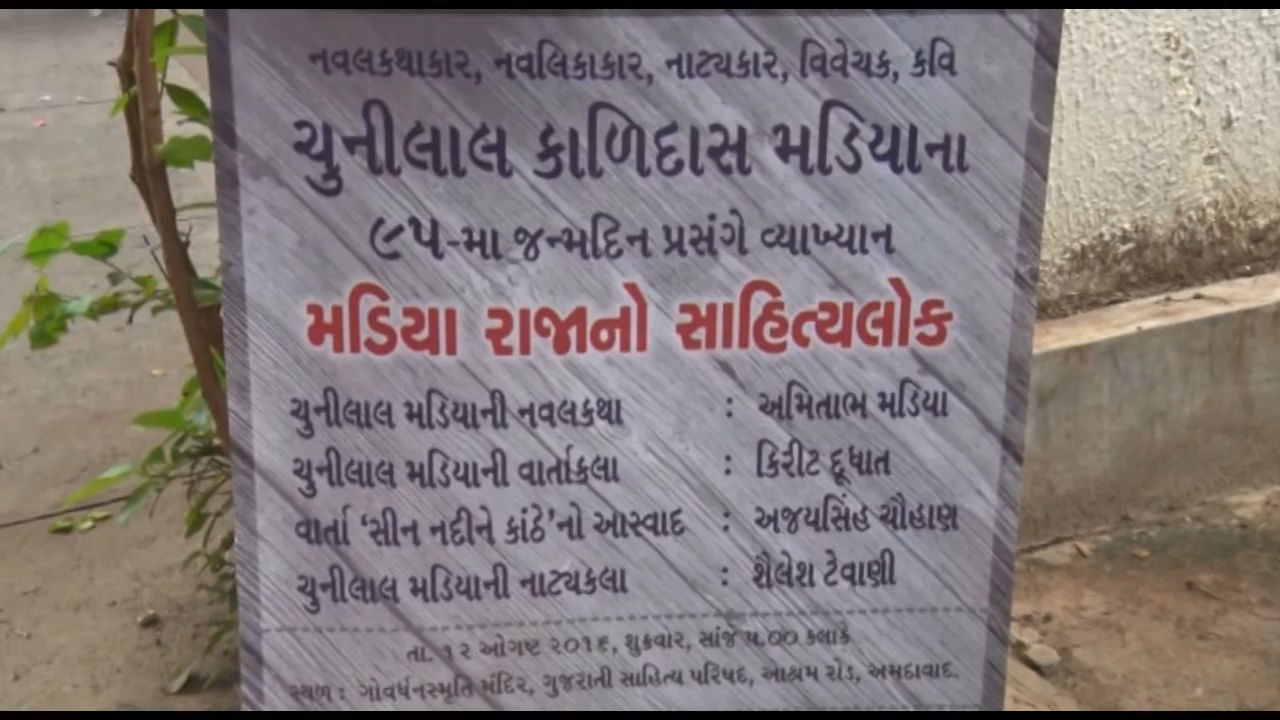 નવલકથાકાર, નવલિકાકાર, નાટ્યકાર, વિવેચક, કવિ
ચુનીલાલ કાળિદાસ મડિયાના
૯૫-મા જન્મદિન પ્રસંગે વ્યાખ્યાન
મડિયા રાજાનો સાહિત્યલોક
ચુનીલાલ મડિયાની નવલકથા : અમિતાભ મડિયા
ચુનીલાલ મડિયાની વાર્તાકલા : કિરીટ દૂધાત
વાર્તા ‘સીન નદીને કાંઠે’નો આસ્વાદ : અજયસિંહ ચૌહાણ
ચુનીલાલ મડિયાની નાટ્યકલા : શૈલેશ ટેવાણી
તા. ૧૨ ઓગષ્ટ ૨૦૧૬, શુક્રવાર, સાંજે ૫.૦૦ કલાકે
સ્થળ : ગોવર્ધનસ્મૃતિ મંદિર, ગુજરાતી સાહિત્ય પરિષદ, આશ્રમ રોડ, અમદાવાદ.